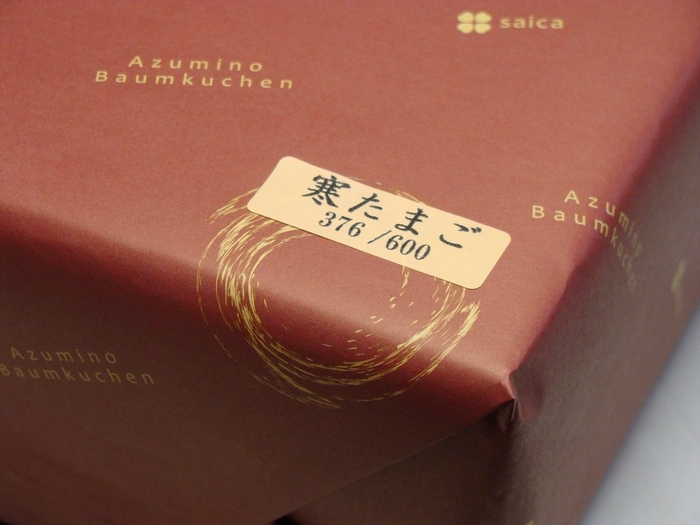 saica
Azumino
Baumkuchen
寒たまご
376/600
Azumino
Baumkuchen
Azumino
Baumkuchen